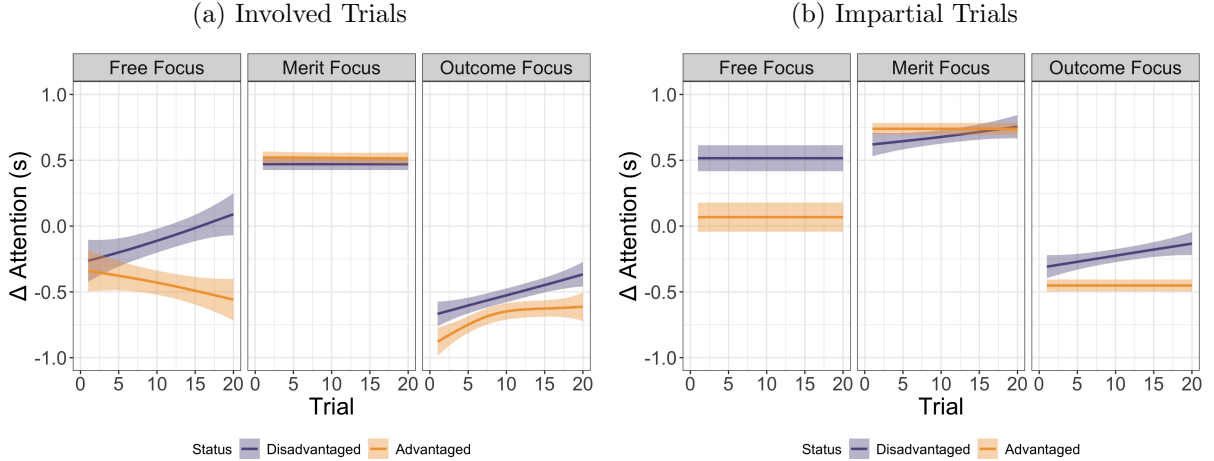 (a) Involved Trials
Free Focus Merit Focus Outcome Focus
1.0
0.5
0.0
-0.5
-1.0
Δ Attention (s)
0 5 10 15 20 0 5 10 15 20 0 5 10 15 20
Trial
Status Disadvantaged Advantaged
(b) Impartial Trials
Free Focus Merit Focus Outcome Focus
1.0
0.5
0.0
-0.5
-1.0
Δ Attention (s)
0 5 10 15 20 0 5 10 15 20 0 5 10 15 20
Trial
Status Disadvantaged Advantaged